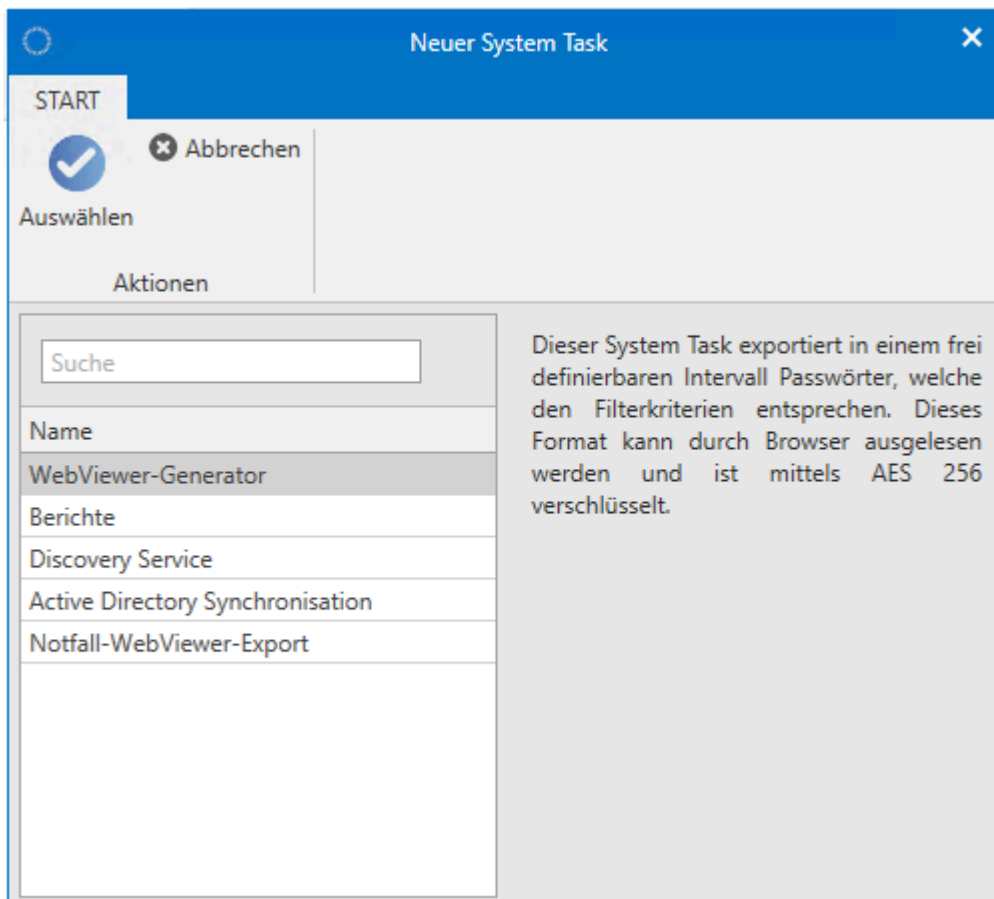 Neuer System Task
START
Auswählen
Abbrechen
Aktionen
Suche
Name
WebViewer-Generator
Berichte
Discovery Service
Active Directory Synchronisation
Notfall-WebViewer-Export
Dieser System Task exportiert in einem frei
definierbaren Intervall Passwörter, welche
den Filterkriterien entsprechen. Dieses
Format kann durch Browser ausgelesen
werden und ist mittels AES 256
verschlüsselt.